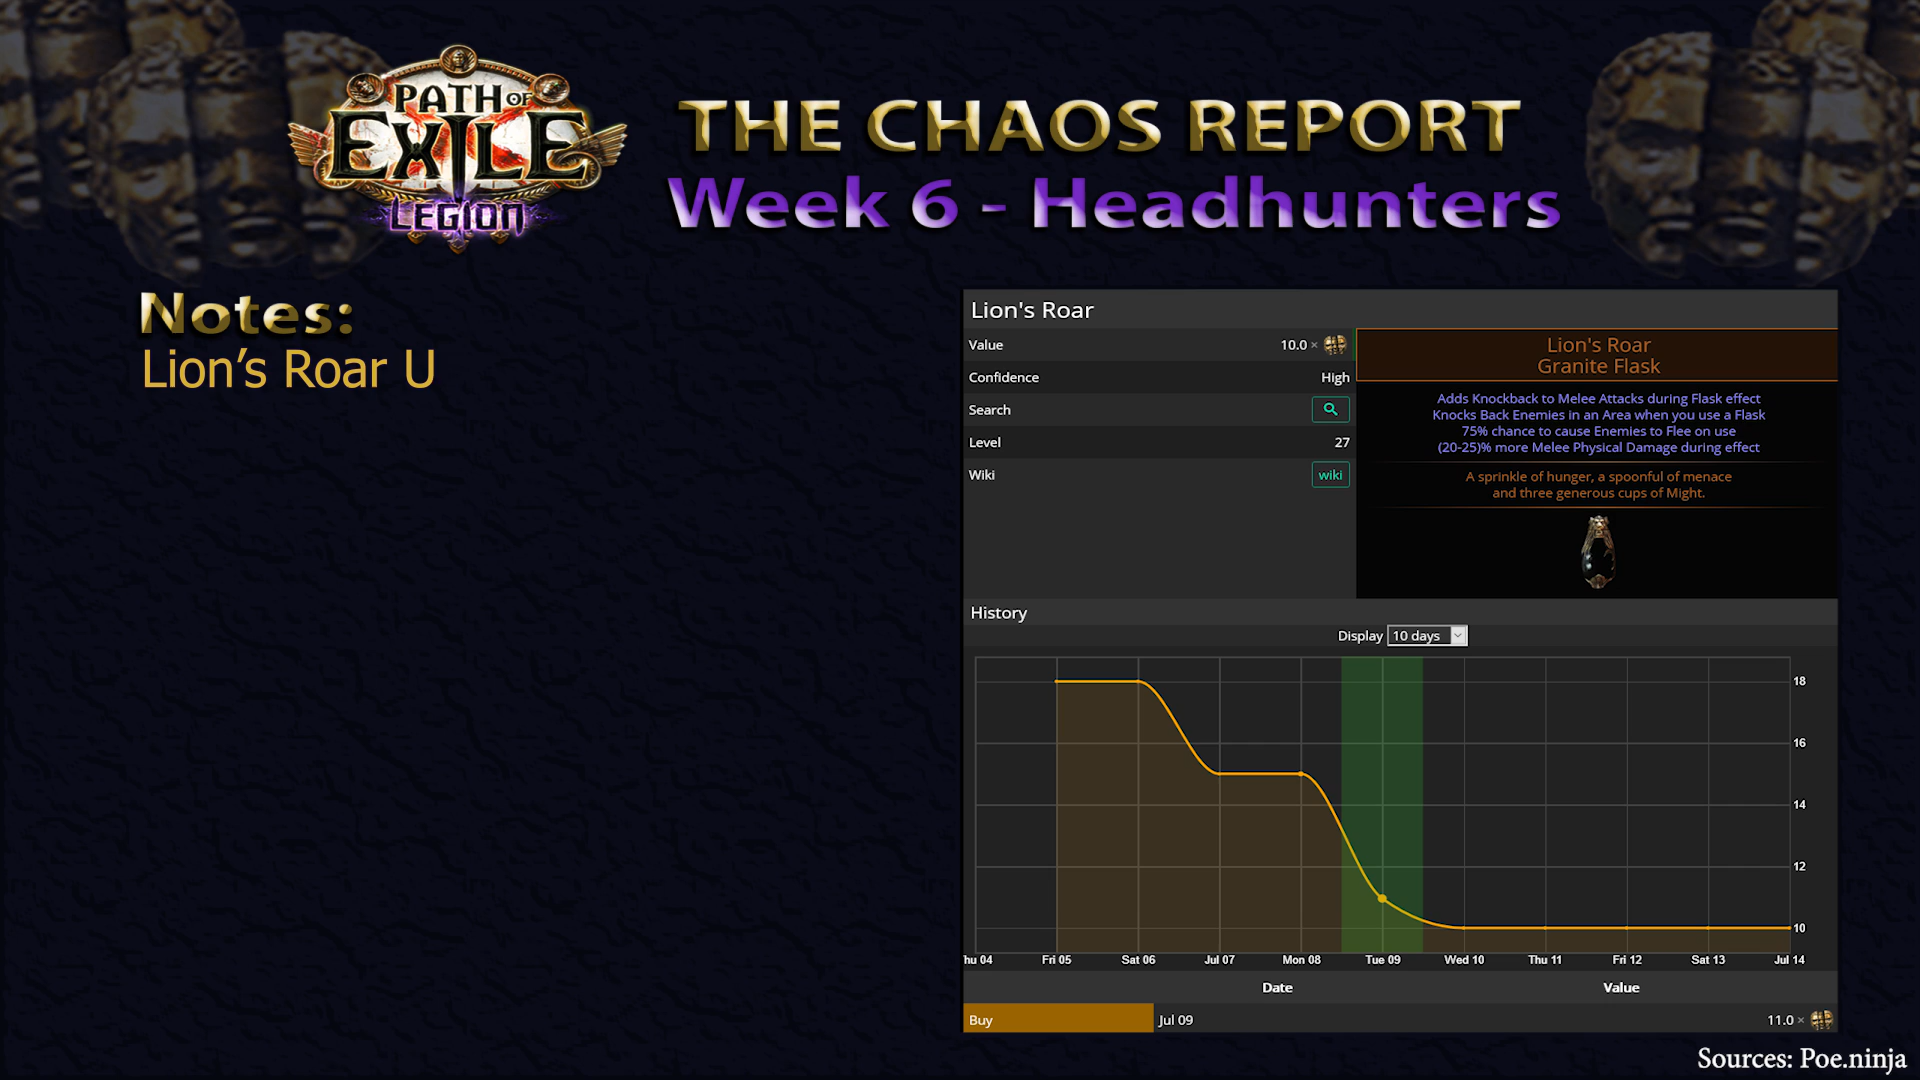 PATH OF
EXILE
LEGION
THE CHAOS REPORT
Week 6 - Headhunters
Notes:
Lion's Roar U
Lion's Roar
Value 10.0 ×
Confidence High
Search
Level 27
Wiki wiki
Lion's Roar
Granite Flask
Adds Knockback to Melee Attacks during Flask effect
Knocks Back Enemies in an Area when you use a Flask
75% chance to cause Enemies to Flee on use
(20-25)% more Melee Physical Damage during effect
A sprinkle of hunger, a spoonful of menace
and three generous cups of Might.
History
Display 10 days
18
16
14
12
10
hu 04 Fri 05 Sat 06 Jul 07 Mon 08 Tue 09 Wed 10 Thu 11 Fri 12 Sat 13 Jul 14
Date Value
Buy Jul 09 11.0 ×
Sources: Poe.ninja